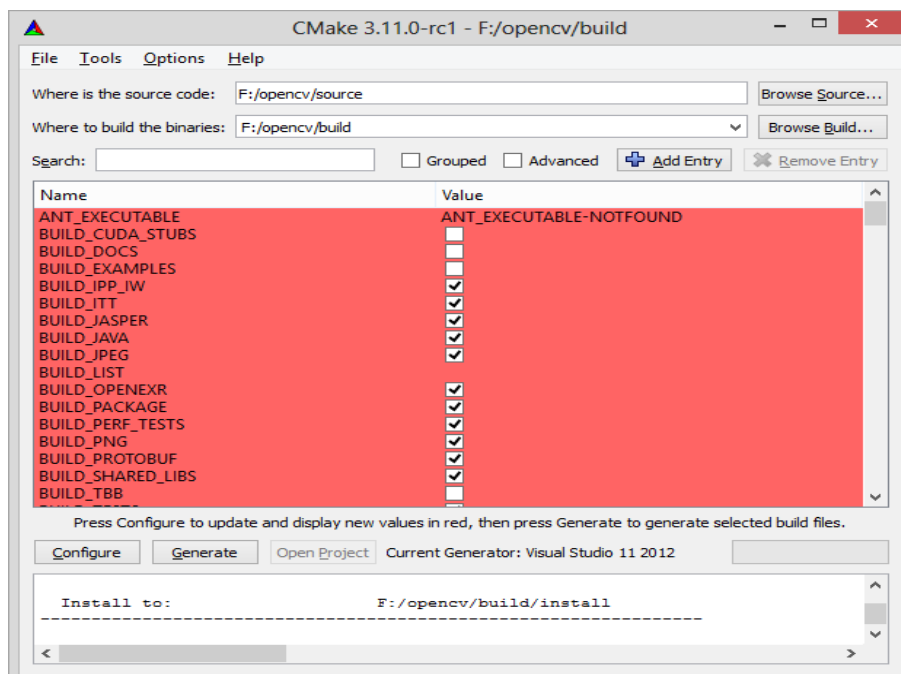 CMake 3.11.0-rc1 - F:/opencv/build
File Tools Options Help
Where is the source code: F:/opencv/source Browse Source...
Where to build the binaries: F:/opencv/build Browse Build...
Search: Grouped Advanced Add Entry Remove Entry
Name Value
ANT_EXECUTABLE ANT_EXECUTABLE-NOTFOUND
BUILD_CUDA_STUBS
BUILD_DOCS
BUILD_EXAMPLES
BUILD_IPP_IW
BUILD_ITT
BUILD_JASPER
BUILD_JAVA
BUILD_JPEG
BUILD_LIST
BUILD_OPENEXR
BUILD_PACKAGE
BUILD_PERF_TESTS
BUILD_PNG
BUILD_PROTOBUF
BUILD_SHARED_LIBS
BUILD_TBB
Press Configure to update and display new values in red, then press Generate to generate selected build files.
Configure Generate Open Project Current Generator: Visual Studio 11 2012
Install to: F:/opencv/build/install
-----------------------------------------------------------------